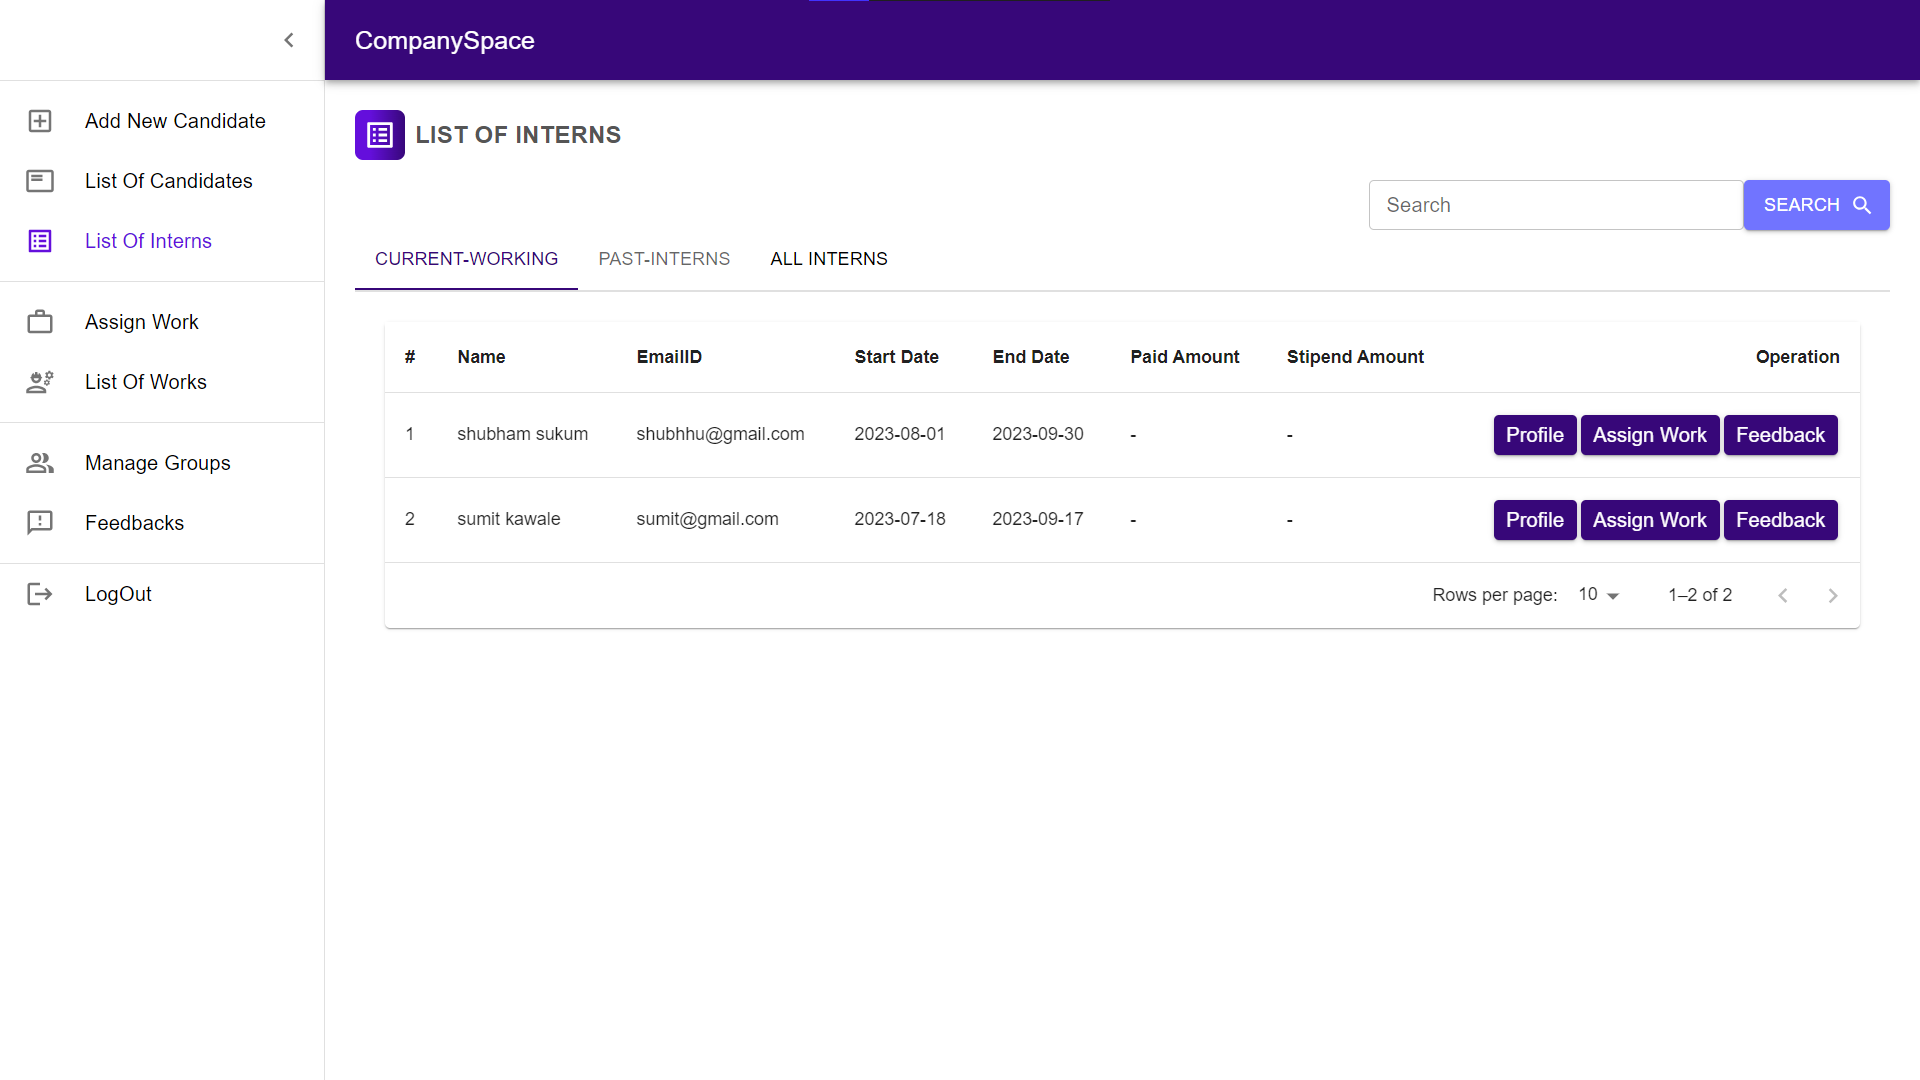 CompanySpace
Add New Candidate
List Of Candidates
List Of Interns
Assign Work
List Of Works
Manage Groups
Feedbacks
LogOut
LIST OF INTERNS
Search SEARCH
CURRENT-WORKING PAST-INTERNS ALL INTERNS
# Name EmailID Start Date End Date Paid Amount Stipend Amount Operation
1 shubham sukum shubhhu@gmail.com 2023-08-01 2023-09-30 - - Profile Assign Work Feedback
2 sumit kawale sumit@gmail.com 2023-07-18 2023-09-17 - - Profile Assign Work Feedback
Rows per page: 10 1–2 of 2